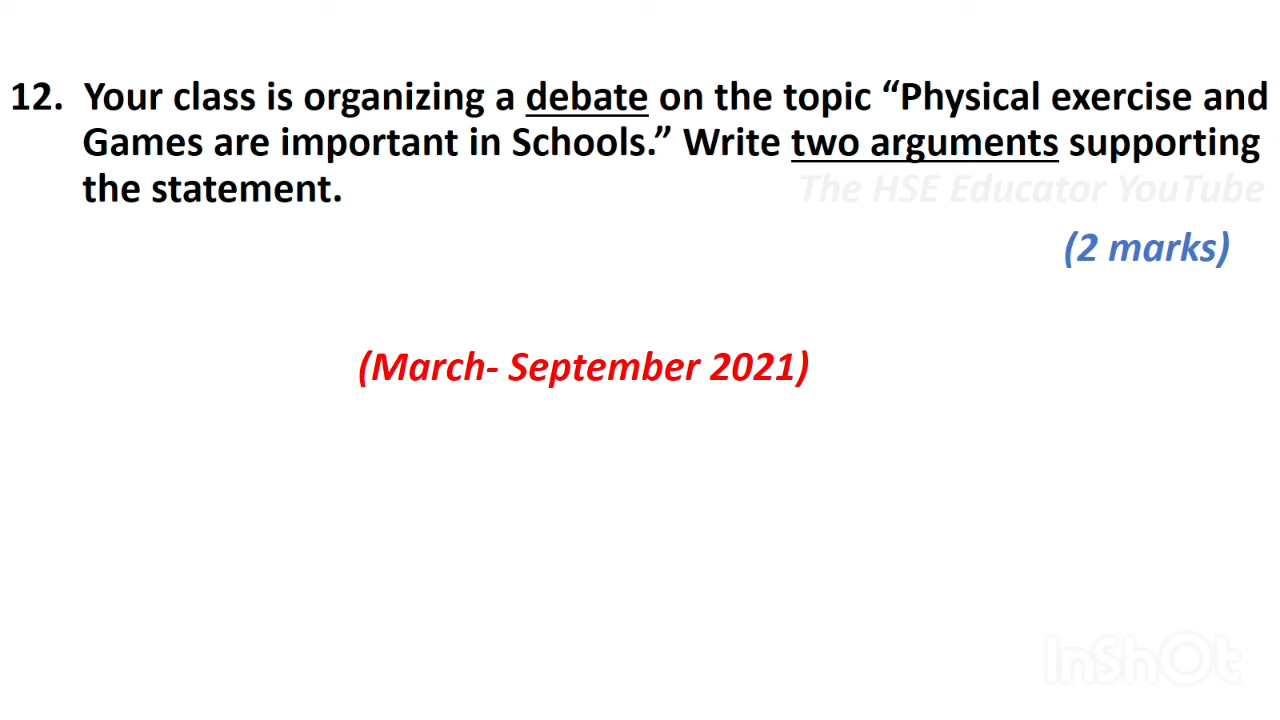 12. Your class is organizing a debate on the topic “Physical exercise and
Games are important in Schools.” Write two arguments supporting
the statement.
The HSE Educator YouTube
(2 marks)
(March- September 2021)
InShOt